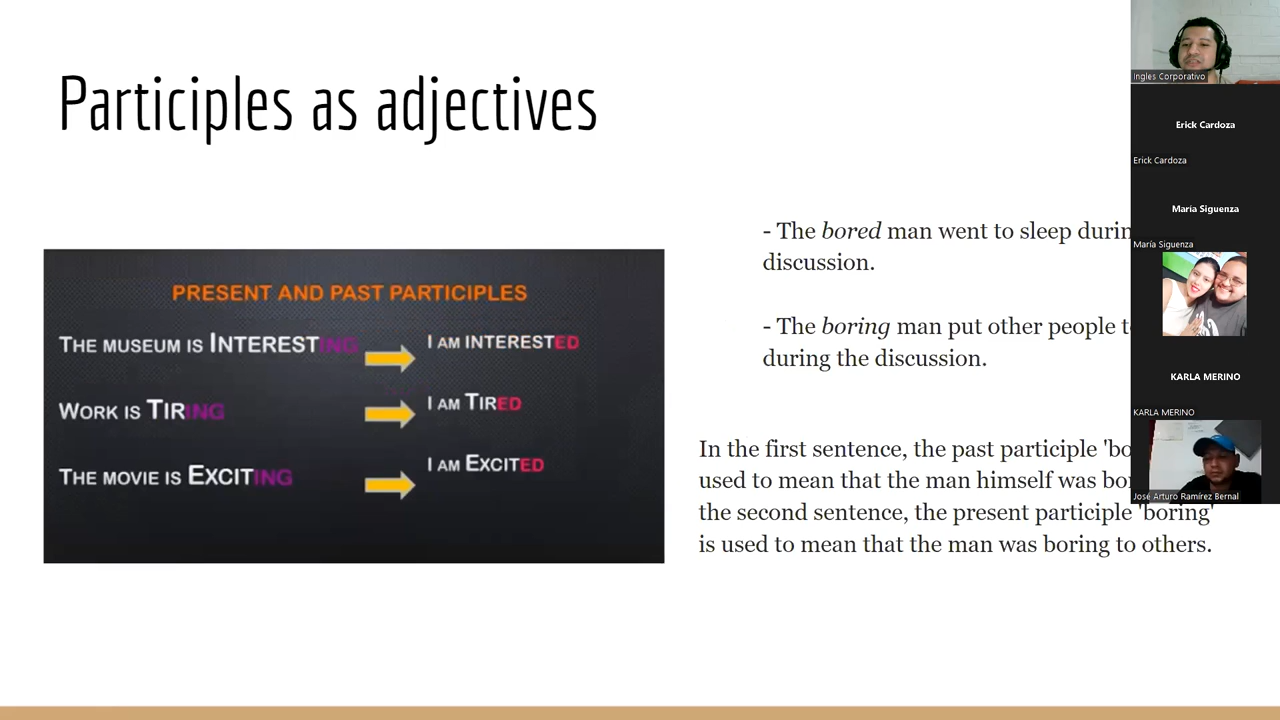 Participles as adjectives
PRESENT AND PAST PARTICIPLES
THE MUSEUM IS INTERESTING
I AM INTERESTED
WORK IS TIRING
I AM TIRED
THE MOVIE IS EXCITING
I AM EXCITED
- The bored man went to sleep
discussion.
- The boring man put other people
during the discussion.
In the first sentence, the past participle
used to mean that the man himself was
the second sentence, the present participle 'boring'
is used to mean that the man was boring to others.
Ingles Corporativo
Erick Cardoza
Erick Cardoza
María Siguenza
María Siguenza
KARLA MERINO
KARLA MERINO
José Arturo Ramírez Bernal